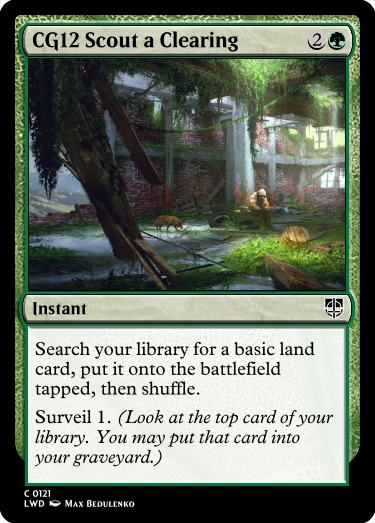 CG12 Scout a Clearing 2
Instant
Search your library for a basic land
card, put it onto the battlefield
tapped, then shuffle.
Surveil 1. (Look at the top card of your
library. You may put that card into
your graveyard.)
C 0121
LWD Max Bedulenko